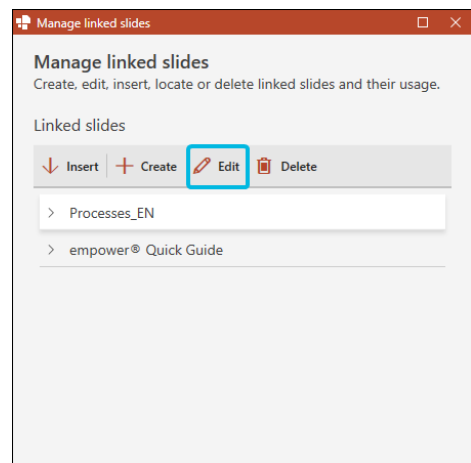 Manage linked slides
Manage linked slides
Create, edit, insert, locate or delete linked slides and their usage.
Linked slides
Insert Create Edit Delete
Processes_EN
empower® Quick Guide